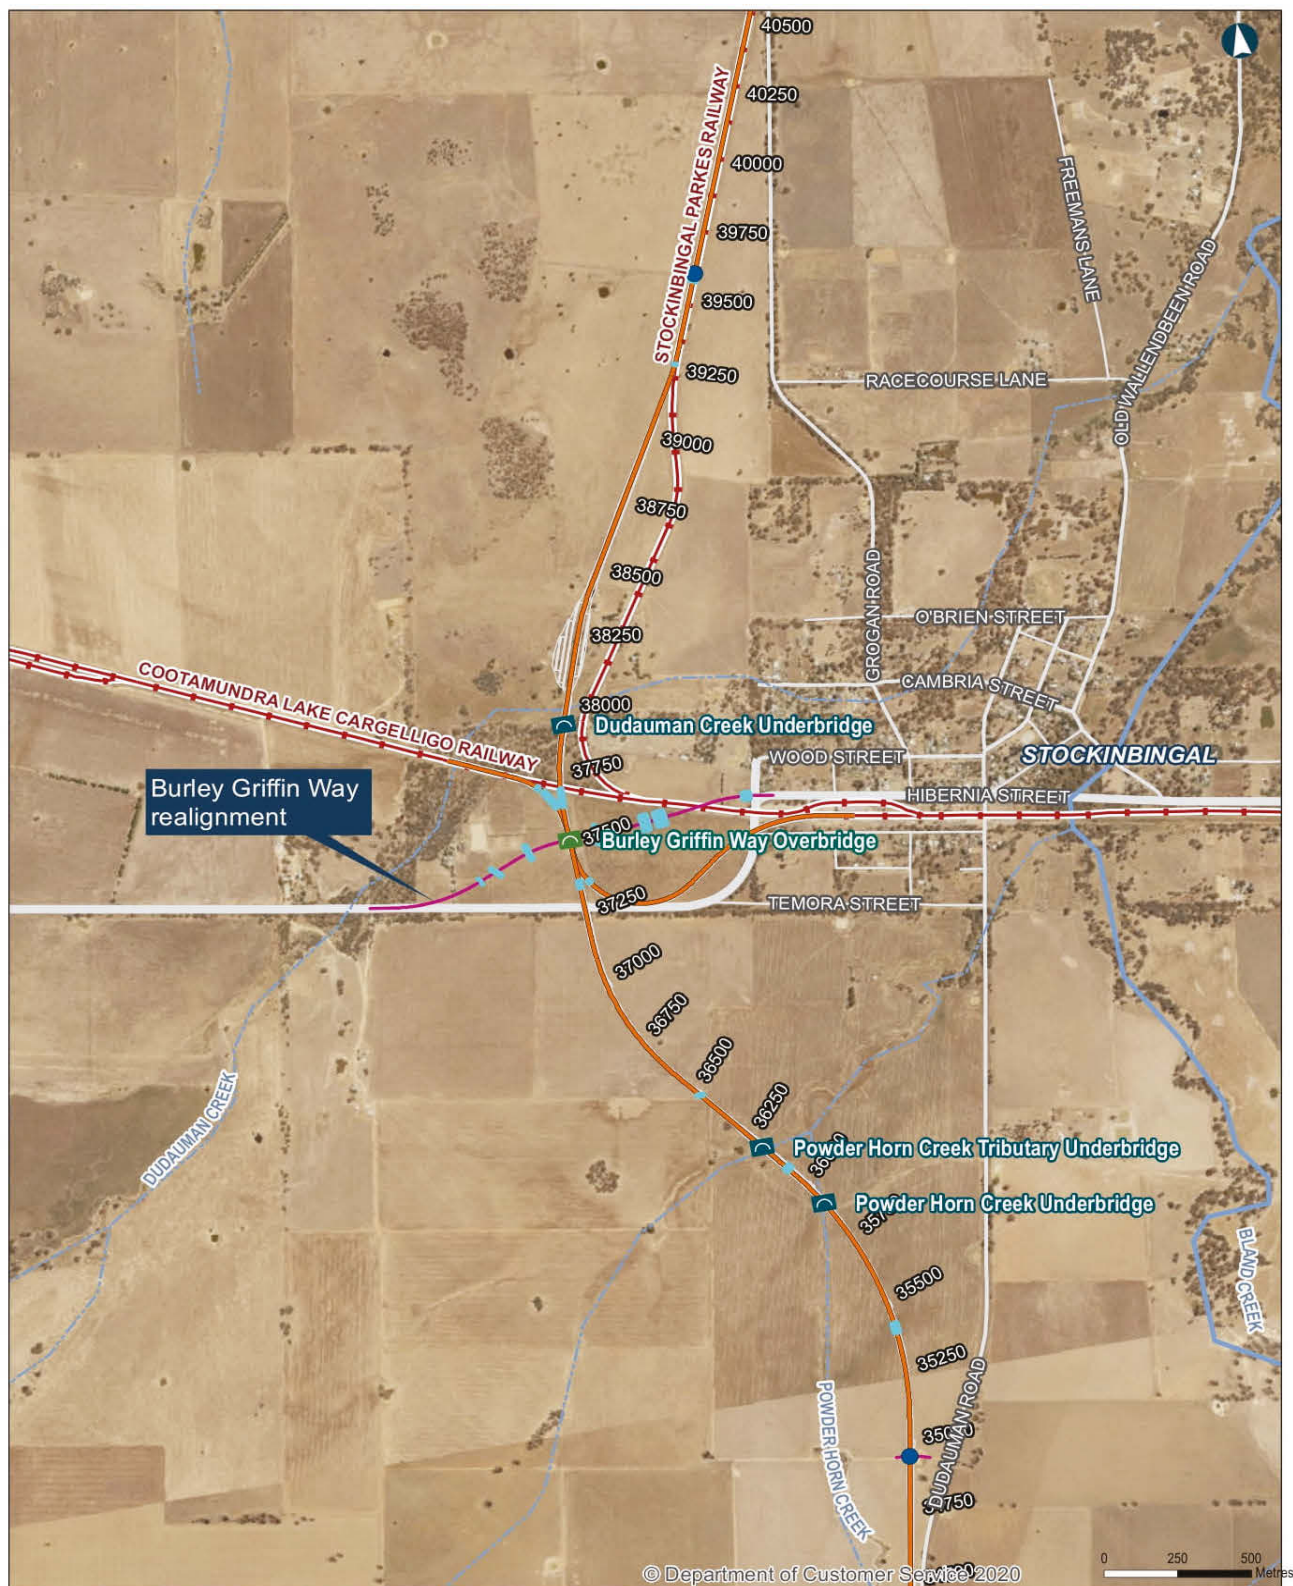 40500
40250
STOCKINBINGAL PARKES RAILWAY
40000
FREEMANS LANE
39750
39500
OLD WALLENDBEEN ROAD
39250
RACECOURSE LANE
39000
38750
38500
GROGAN ROAD
O'BRIEN STREET
38250
COOTAMUNDRA LAKE CARGELLIGO RAILWAY
CAMBRIA STREET
38000
Dudauman Creek Underbridge
WOOD STREET
STOCKINBINGAL
37750
Burley Griffin Way
realignment
HIBERNIA STREET
37500
Burley Griffin Way Overbridge
37250
TEMORA STREET
37000
36750
36500
DUDAUMAN CREEK
36250
Powder Horn Creek Tributary Underbridge
Powder Horn Creek Underbridge
35500
BLAND CREEK
35250
DUDAUMAN ROAD
POWDER HORN CREEK
0 250 500
Metres
© Department of Customer Service 2020